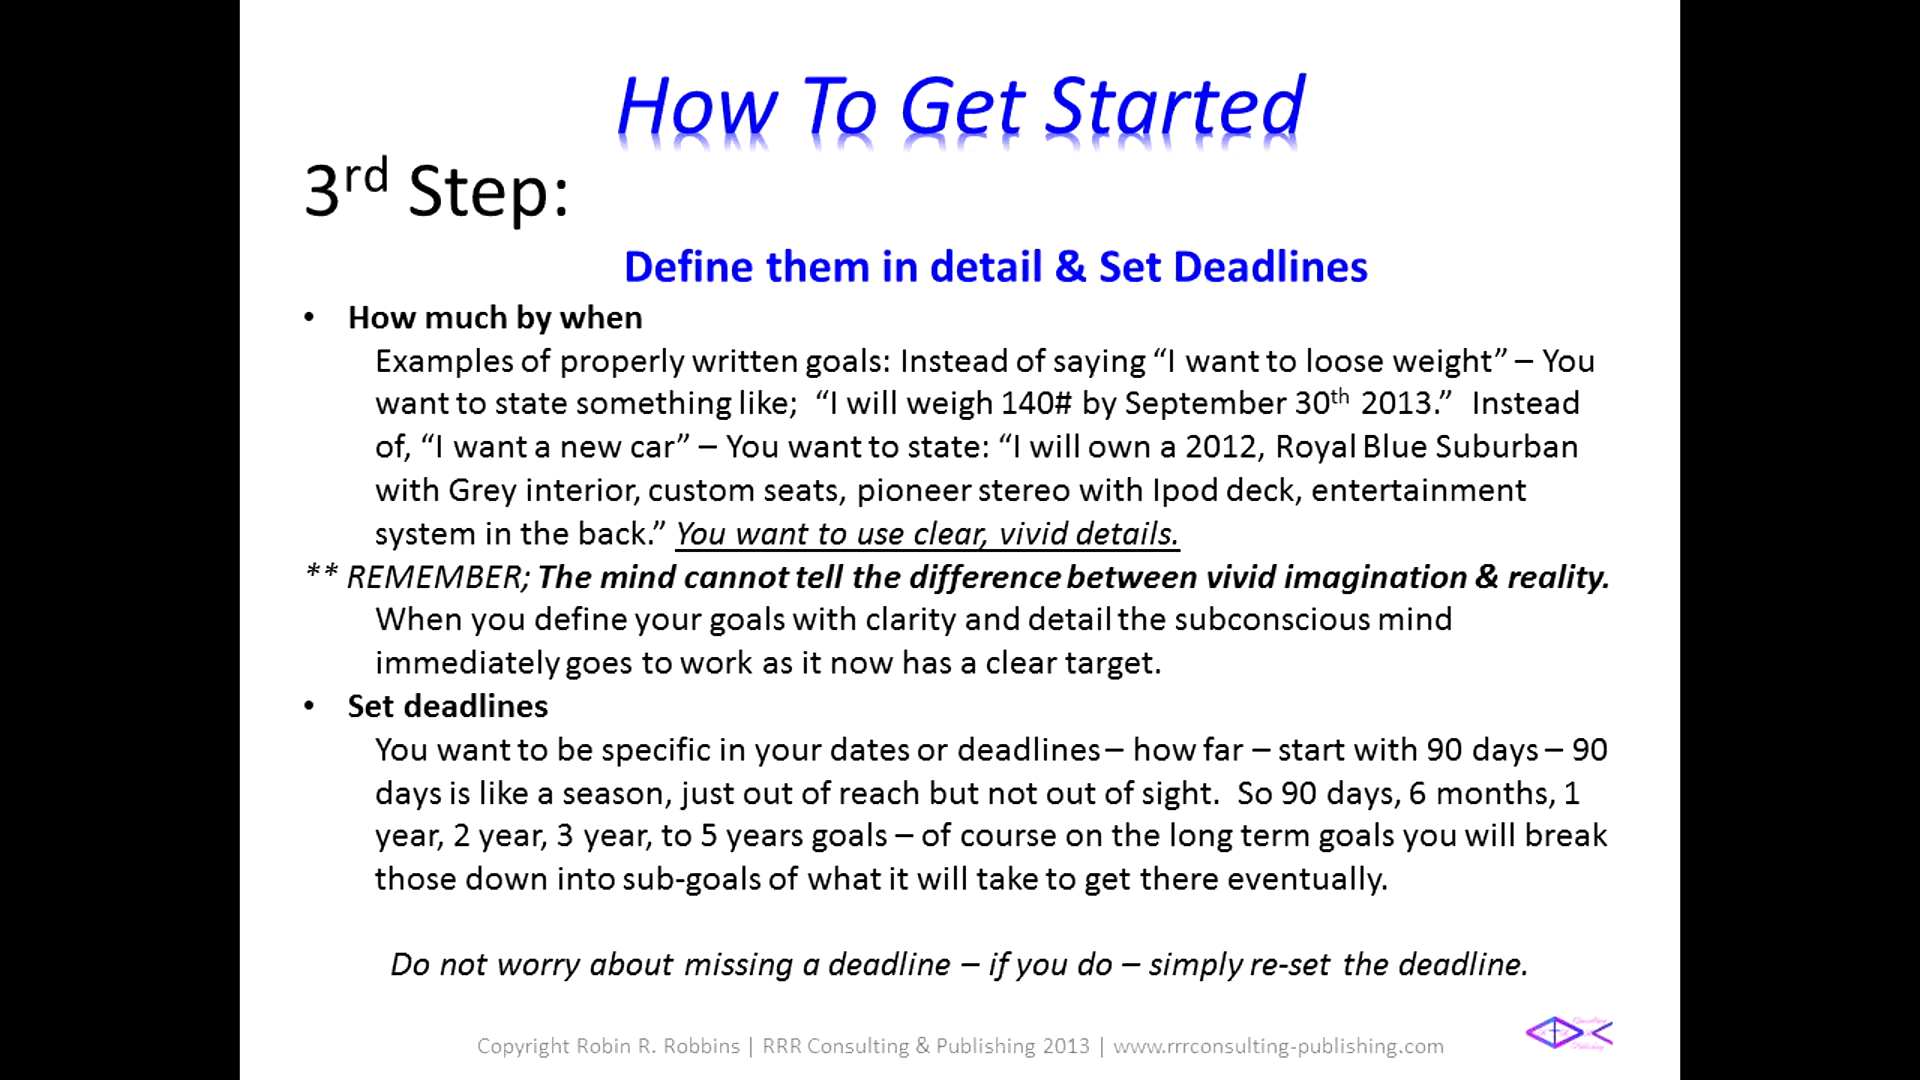 How To Get Started
3rd Step:
Define them in detail & Set Deadlines
• How much by when
Examples of properly written goals: Instead of saying “I want to loose weight” – You
want to state something like; “I will weigh 140# by September 30th 2013.” Instead
of, “I want a new car” – You want to state: “I will own a 2012, Royal Blue Suburban
with Grey interior, custom seats, pioneer stereo with Ipod deck, entertainment
system in the back.” You want to use clear, vivid details.
** REMEMBER; The mind cannot tell the difference between vivid imagination & reality.
When you define your goals with clarity and detail the subconscious mind
immediately goes to work as it now has a clear target.
• Set deadlines
You want to be specific in your dates or deadlines – how far – start with 90 days – 90
days is like a season, just out of reach but not out of sight. So 90 days, 6 months, 1
year, 2 year, 3 year, to 5 years goals – of course on the long term goals you will break
those down into sub-goals of what it will take to get there eventually.
Do not worry about missing a deadline – if you do – simply re-set the deadline.
Copyright Robin R. Robbins | RRR Consulting & Publishing 2013 | www.rrrconsulting-publishing.com